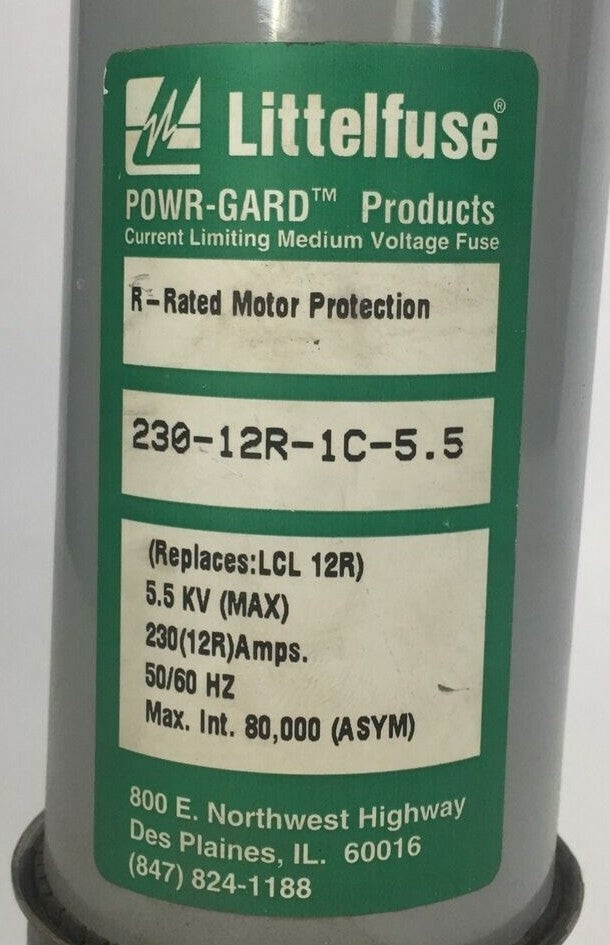 Littelfuse®
POWR-GARD™ Products
Current Limiting Medium Voltage Fuse
R-Rated Motor Protection
230-12R-1C-5.5
(Replaces:LCL 12R)
5.5 KV (MAX)
230(12R)Amps.
50/60 HZ
Max. Int. 80,000 (ASYM)
800 E. Northwest Highway
Des Plaines, IL. 60016
(847) 824-1188